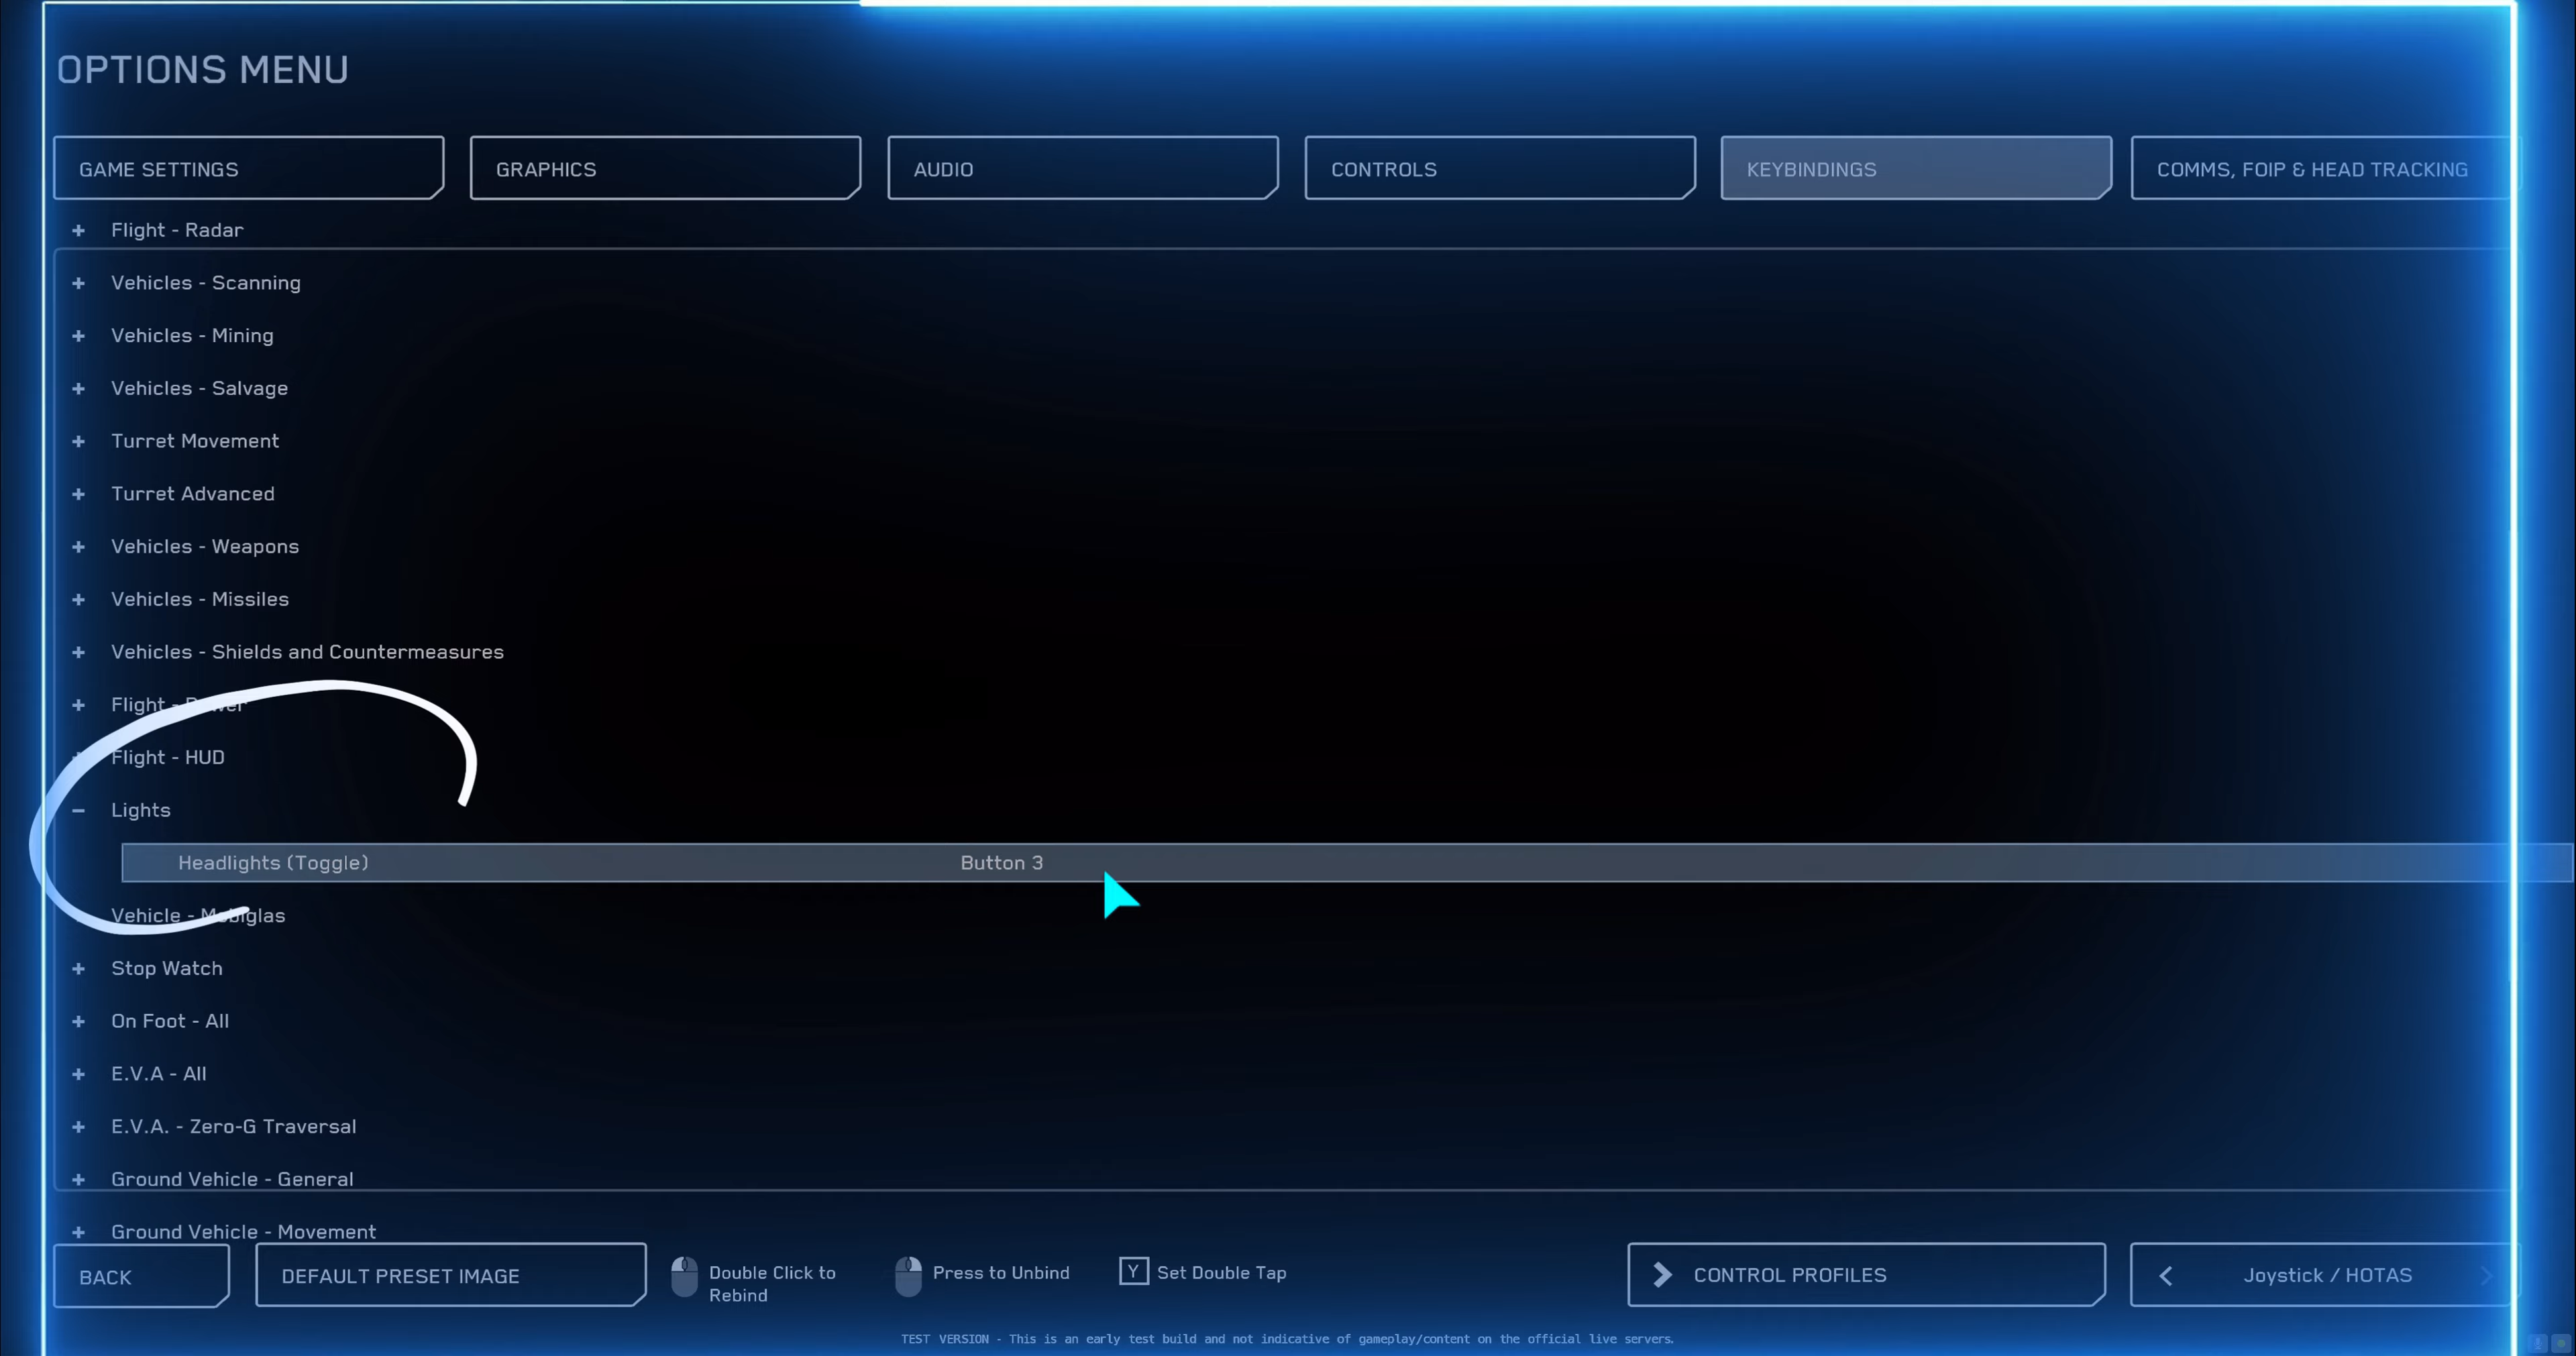 OPTIONS MENU
GAME SETTINGS
GRAPHICS
AUDIO
CONTROLS
KEYBINDINGS
COMMS, FOIP & HEAD TRACKING
Flight - Radar
Vehicles - Scanning
Vehicles - Mining
Vehicles - Salvage
Turret Movement
Turret Advanced
Vehicles - Weapons
Vehicles - Missiles
Vehicles - Shields and Countermeasures
Flight - Power
Flight - HUD
Lights
Headlights (Toggle) Button 3
Vehicle - Mobiglas
Stop Watch
On Foot - All
E.V.A - All
E.V.A. - Zero-G Traversal
Ground Vehicle - General
Ground Vehicle - Movement
BACK
DEFAULT PRESET IMAGE
Double Click to
Rebind
Press to Unbind
Y Set Double Tap
CONTROL PROFILES
Joystick / HOTAS
TEST VERSION - This is an early test build and not indicative of gameplay/content on the official live servers.